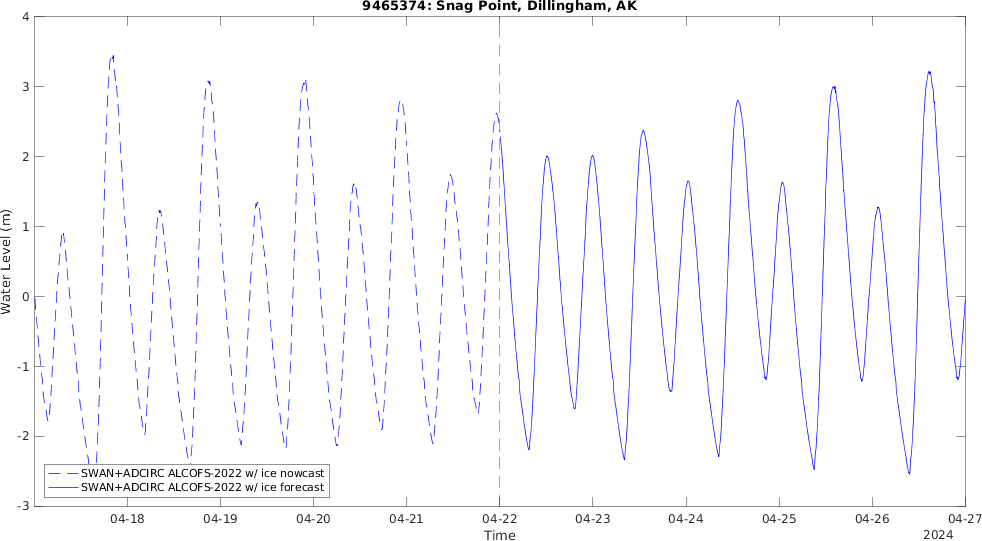 9465374: Snag Point, Dillingham, AK
4
3
2
1
0
-1
-2
-3
Water Level (m)
SWAN+ADCIRC ALCOFS-2022 w/ ice nowcast
SWAN+ADCIRC ALCOFS-2022 w/ ice forecast
04-18 04-19 04-20 04-21 04-22 04-23 04-24 04-25 04-26 04-27
Time
2024